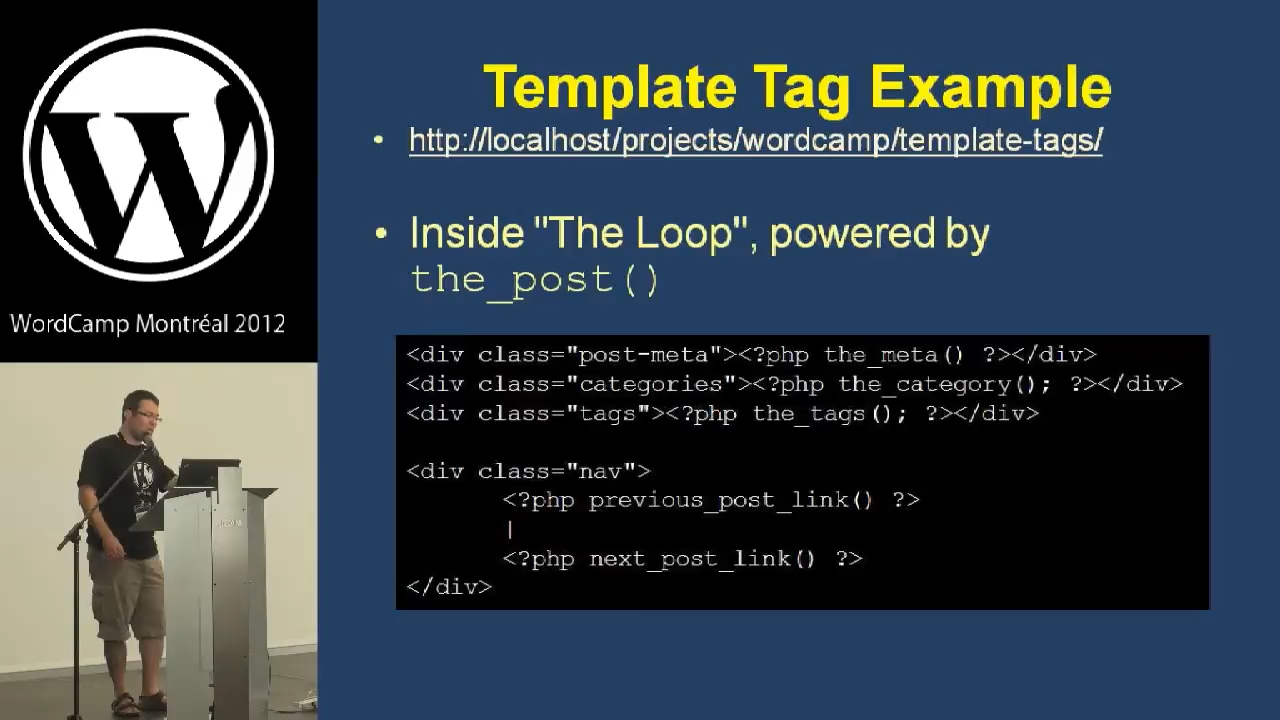 WordCamp Montréal 2012
Template Tag Example
• http://localhost/projects/wordcamp/template-tags/
• Inside "The Loop", powered by
the_post()
<div class="post-meta"><?php the_meta() ?></div>
<div class="categories"><?php the_category(); ?></div>
<div class="tags"><?php the_tags(); ?></div>
<div class="nav">
<?php previous_post_link() ?>
|
<?php next_post_link() ?>
</div>